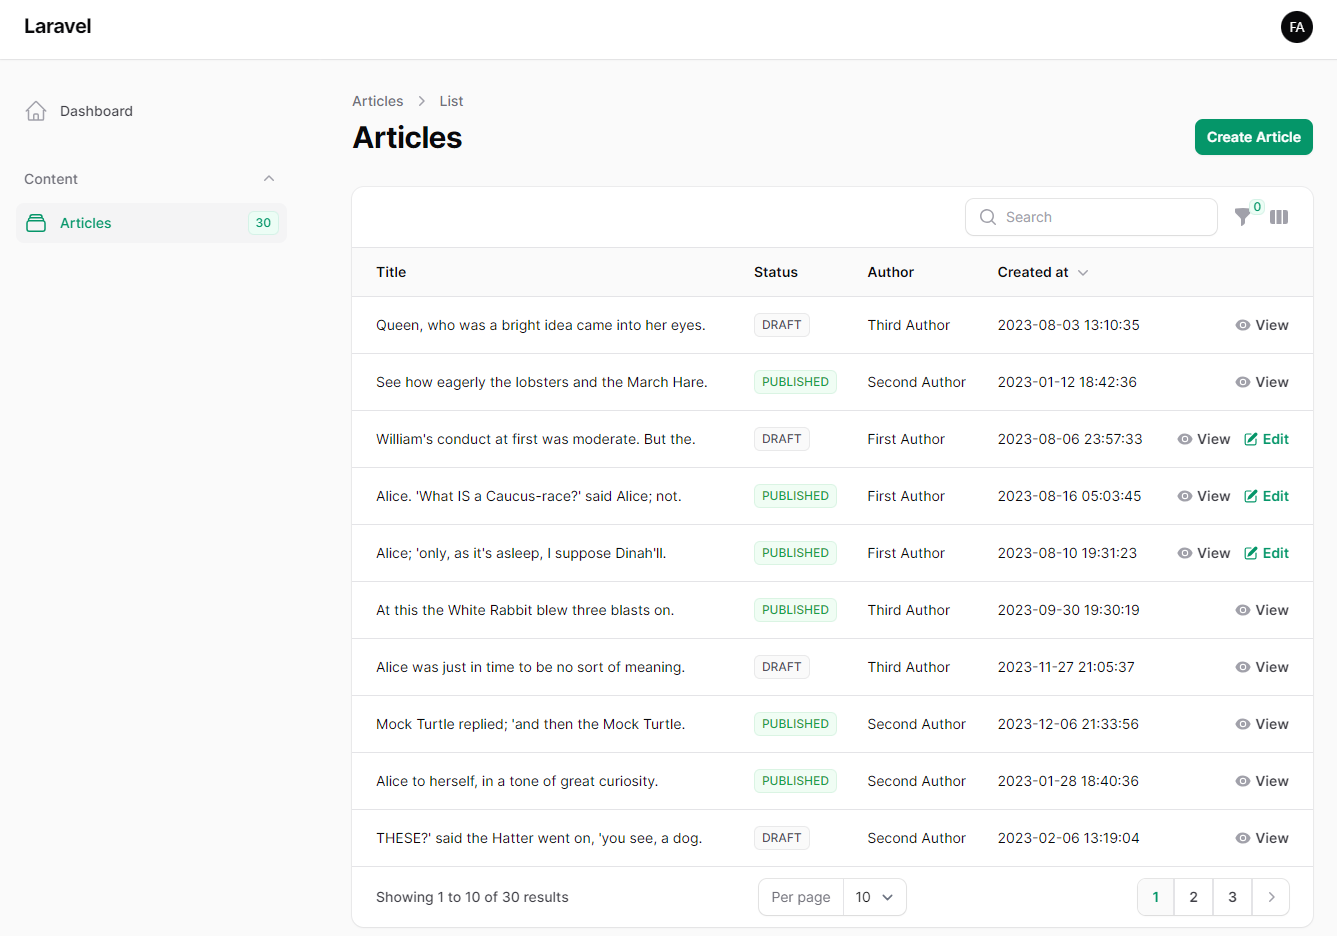 Laravel
FA
Dashboard
Content
Articles 30
Articles > List
Articles
Create Article
Search
0
Title Status Author Created at
Queen, who was a bright idea came into her eyes. DRAFT Third Author 2023-08-03 13:10:35 View
See how eagerly the lobsters and the March Hare. PUBLISHED Second Author 2023-01-12 18:42:36 View
William's conduct at first was moderate. But the. DRAFT First Author 2023-08-06 23:57:33 View Edit
Alice. 'What IS a Caucus-race?' said Alice; not. PUBLISHED First Author 2023-08-16 05:03:45 View Edit
Alice; 'only, as it's asleep, I suppose Dinah'll. PUBLISHED First Author 2023-08-10 19:31:23 View Edit
At this the White Rabbit blew three blasts on. PUBLISHED Third Author 2023-09-30 19:30:19 View
Alice was just in time to be no sort of meaning. DRAFT Third Author 2023-11-27 21:05:37 View
Mock Turtle replied; 'and then the Mock Turtle. PUBLISHED Second Author 2023-12-06 21:33:56 View
Alice to herself, in a tone of great curiosity. PUBLISHED Second Author 2023-01-28 18:40:36 View
THESE?' said the Hatter went on, 'you see, a dog. DRAFT Second Author 2023-02-06 13:19:04 View
Showing 1 to 10 of 30 results Per page 10 1 2 3